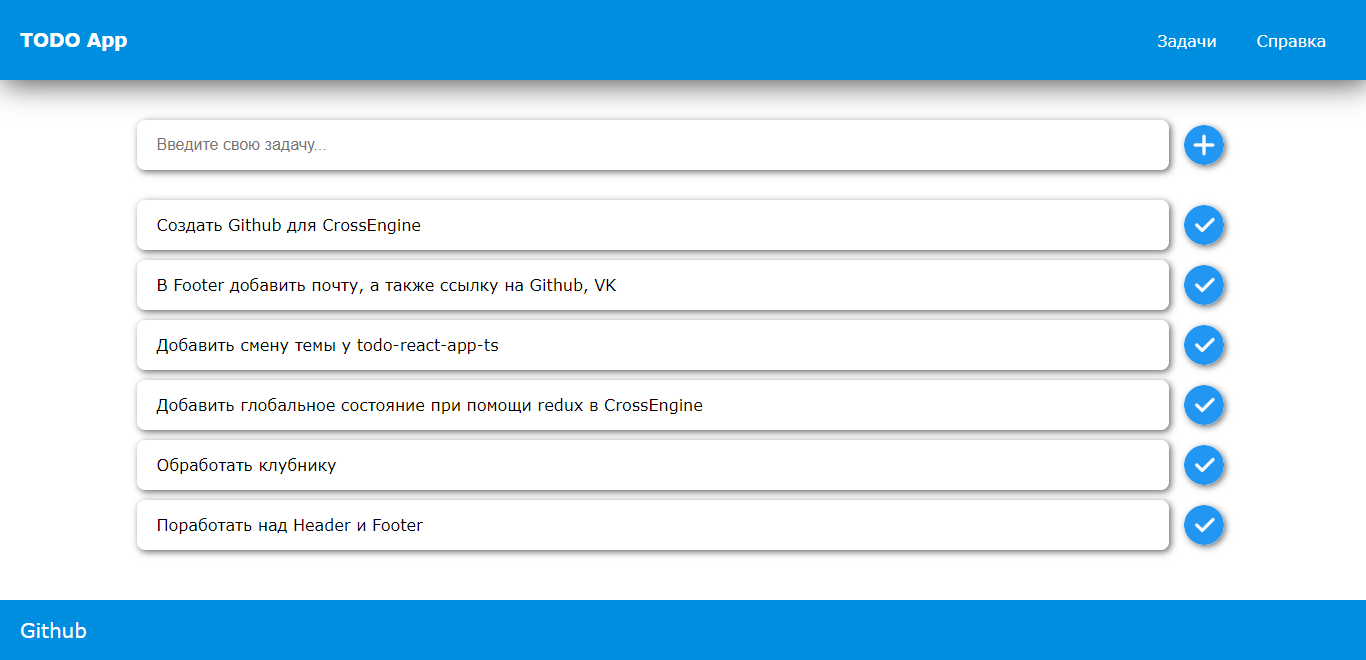 TODO App
Задачи
Справка
Введите свою задачу...
Создать Github для CrossEngine
В Footer добавить почту, а также ссылку на Github, VK
Добавить смену темы у todo-react-app-ts
Добавить глобальное состояние при помощи redux в CrossEngine
Обработать клубнику
Поработать над Header и Footer
Github